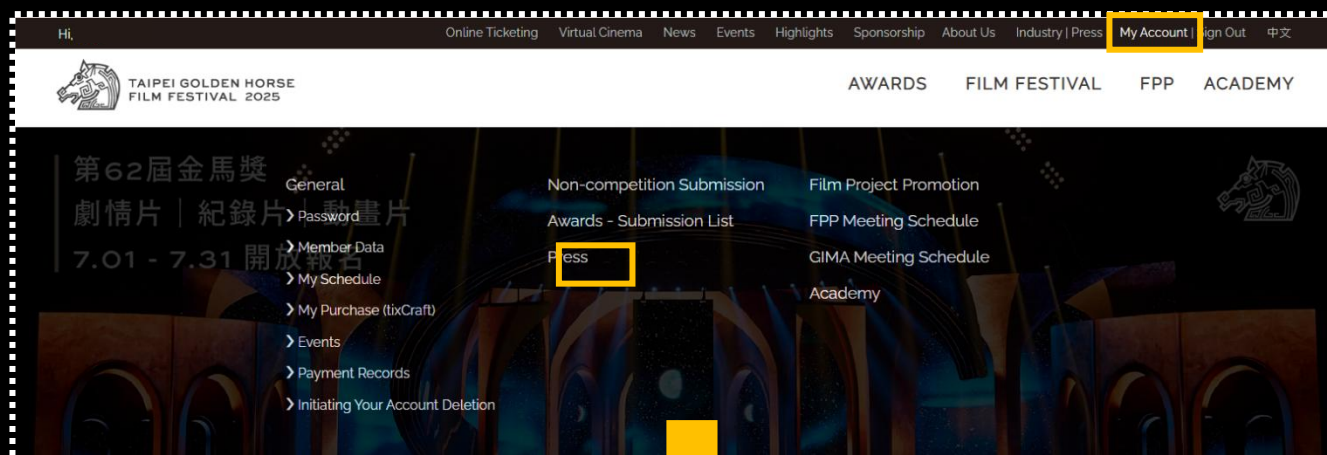 Hi,
Online Ticketing Virtual Cinema News Events Highlights Sponsorship About Us Industry | Press My Account | Sign Out 中文
TAIPEI GOLDEN HORSE
FILM FESTIVAL 2025
AWARDS FILM FESTIVAL FPP ACADEMY
第62屆金馬獎
劇情片｜紀錄片｜動畫片
7.01 - 7.31 開放報名
General
Password
Member Data
My Schedule
My Purchase (tixCraft)
Events
Payment Records
Initiating Your Account Deletion
Non-competition Submission
Awards - Submission List
Press
Film Project Promotion
FPP Meeting Schedule
GIMA Meeting Schedule
Academy